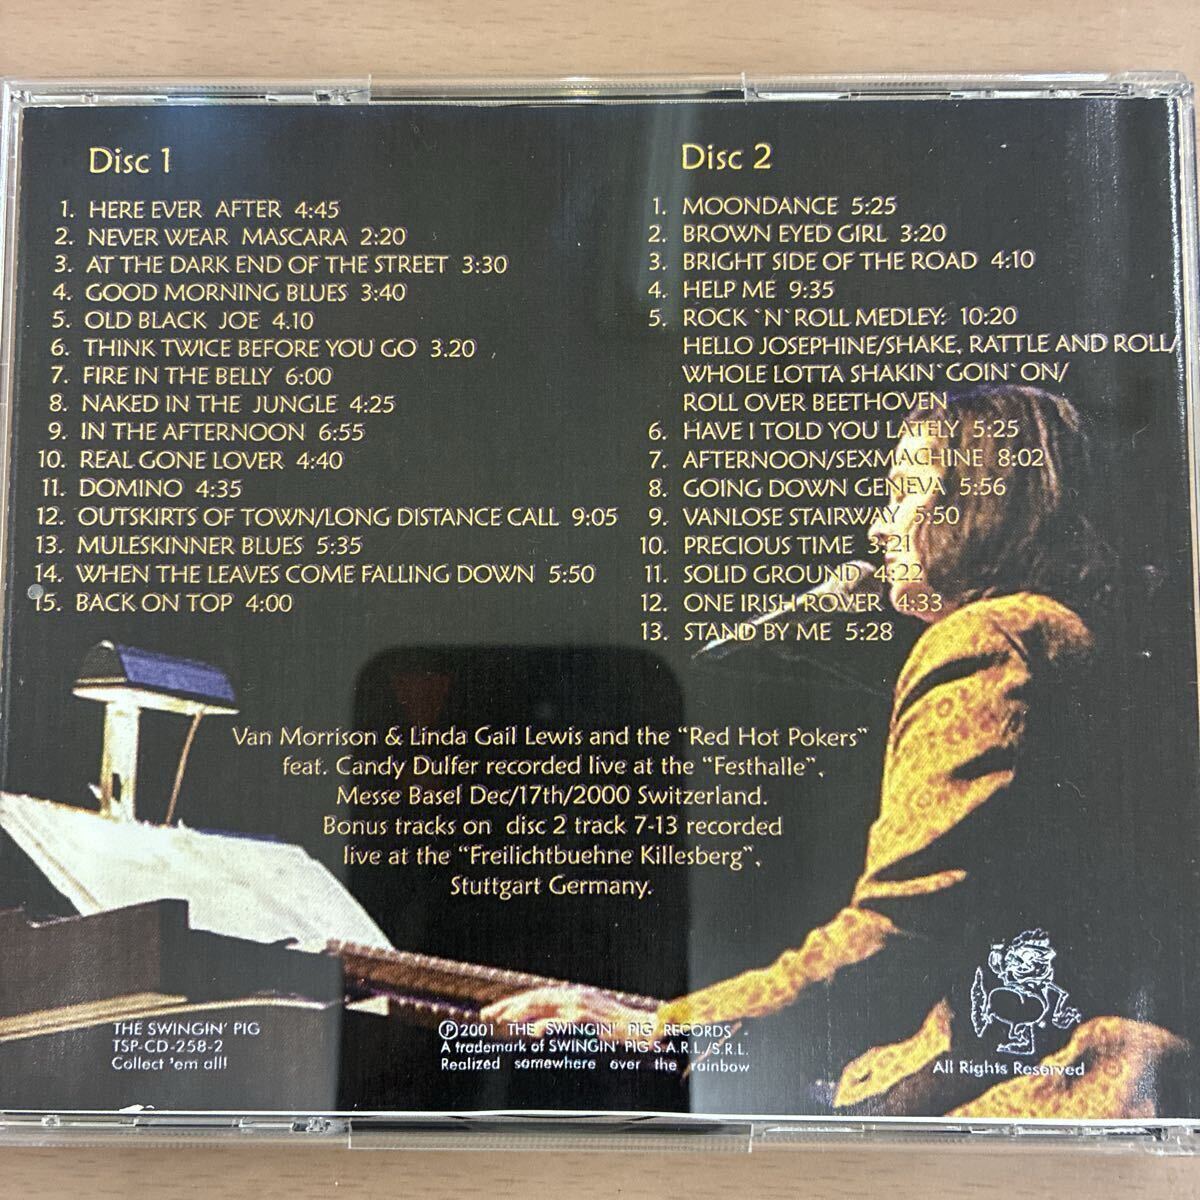 Disc 1
1. HERE EVER AFTER 4:45
2. NEVER WEAR MASCARA 2:20
3. AT THE DARK END OF THE STREET 3:30
4. GOOD MORNING BLUES 3:40
5. OLD BLACK JOE 4.10
6. THINK TWICE BEFORE YOU GO 3.20
7. FIRE IN THE BELLY 6:00
8. NAKED IN THE JUNGLE 4:25
9. IN THE AFTERNOON 6:55
10. REAL GONE LOVER 4:40
11. DOMINO 4:35
12. OUTSKIRTS OF TOWN/LONG DISTANCE CALL 9:05
13. MULESKINNER BLUES 5:35
14. WHEN THE LEAVES COME FALLING DOWN 5:50
15. BACK ON TOP 4:00
Disc 2
1. MOONDANCE 5:25
2. BROWN EYED GIRL 3:20
3. BRIGHT SIDE OF THE ROAD 4:10
4. HELP ME 9:35
5. ROCK `N` ROLL MEDLEY: 10:20
HELLO JOSEPHINE/SHAKE, RATTLE AND ROLL/
WHOLE LOTTA SHAKIN`GOIN` ON/
ROLL OVER BEETHOVEN
6. HAVE I TOLD YOU LATELY 5:25
7. AFTERNOON/SEXMACHINE 8:02
8. GOING DOWN GENEVA 5:56
9. VANLOSE STAIRWAY 5:50
10. PRECIOUS TIME 3:21
11. SOLID GROUND 4:22
12. ONE IRISH ROVER 4:33
13. STAND BY ME 5:28
Van Morrison & Linda Gail Lewis and the "Red Hot Pokers"
feat. Candy Dulfer recorded live at the "Festhalle",
Messe Basel Dec/17th/2000 Switzerland.
Bonus tracks on disc 2 track 7-13 recorded
live at the "Freilichtbuehne Killesberg",
Stuttgart Germany.
THE SWINGIN' PIG
TSP-CD-258-2
Collect 'em all!
Ⓟ2001 THE SWINGIN' PIG RECORDS -
A trademark of SWINGIN' PIG S.A.R.L./S.R.L.
Realized somewhere over the rainbow
All Rights Reserved